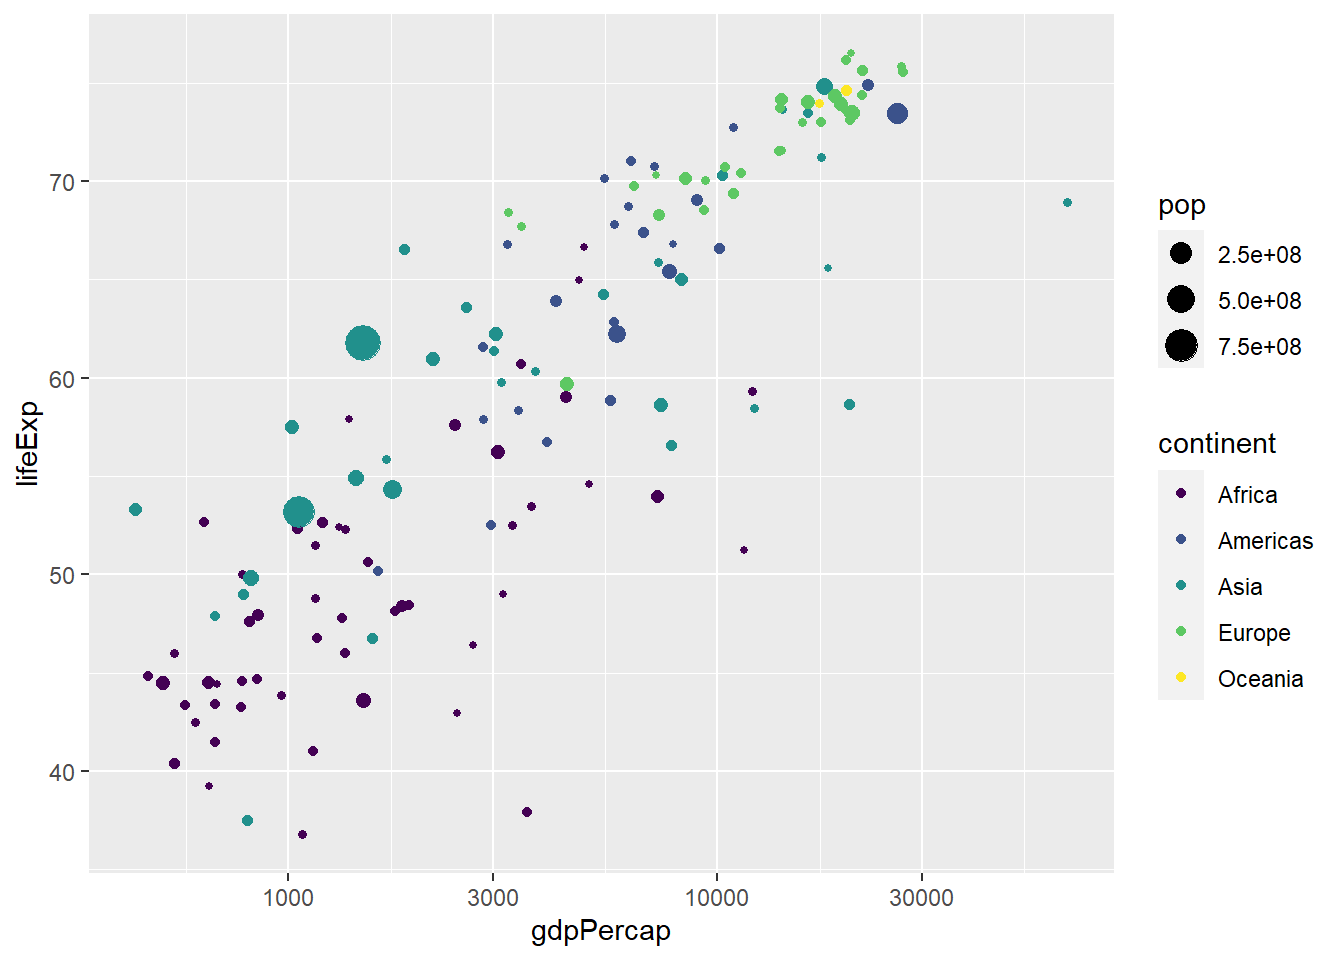 70
60
50
40
lifeExp
1000
3000
10000
30000
gdpPercap
pop
2.5e+08
5.0e+08
7.5e+08
continent
Africa
Americas
Asia
Europe
Oceania